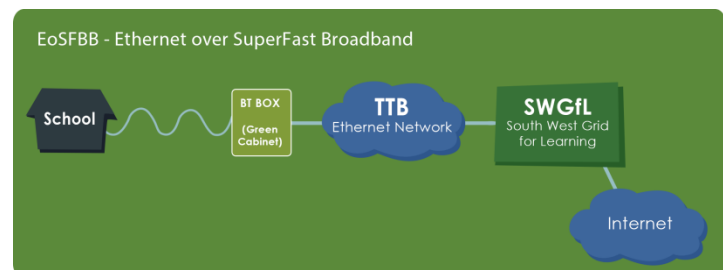 EoSFBB - Ethernet over SuperFast Broadband
School
BT BOX
(Green
Cabinet)
TTB
Ethernet Network
SWGfL
South West Grid
for Learning
Internet